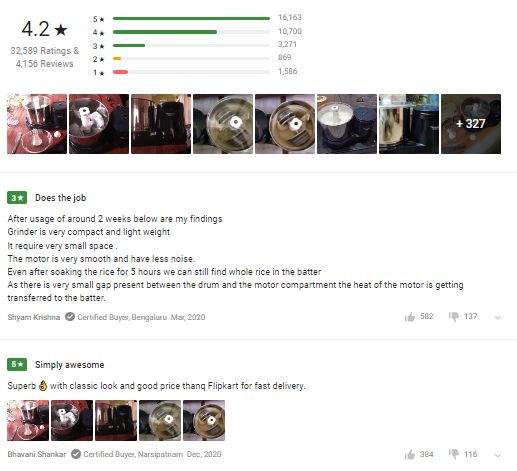 4.2 ★
32,589 Ratings &
4,156 Reviews
5★ 16,163
4★ 10,700
3★ 3,271
2★ 869
1★ 1,586
+ 327
3★ Does the job
After usage of around 2 weeks below are my findings
Grinder is very compact and light weight
It require very small space .
The motor is very smooth and have less noise.
Even after soaking the rice for 5 hours we can still find whole rice in the batter
As there is very small gap present between the drum and the motor compartment the heat of the motor is getting
transferred to the batter.
Shyam Krishna Certified Buyer, Bengaluru Mar, 2020 582 137
5★ Simply awesome
Superb 👌 with classic look and good price thanq Flipkart for fast delivery.
Bhavani Shankar Certified Buyer, Narsipatnam Dec, 2020 384 116